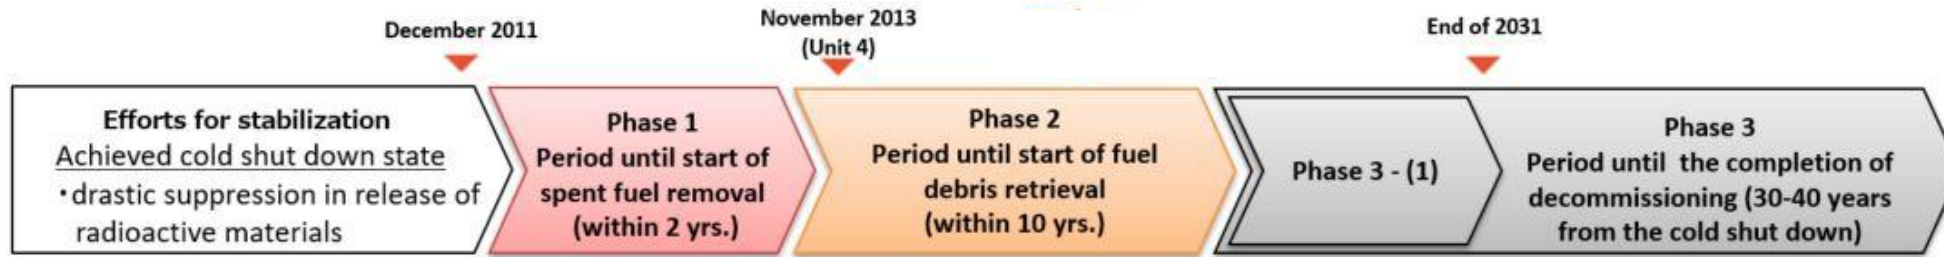 December 2011
November 2013
(Unit 4)
End of 2031
Efforts for stabilization
Achieved cold shut down state
・drastic suppression in release of
radioactive materials
Phase 1
Period until start of
spent fuel removal
(within 2 yrs.)
Phase 2
Period until start of fuel
debris retrieval
(within 10 yrs.)
Phase 3 - (1)
Phase 3
Period until the completion of
decommissioning (30-40 years
from the cold shut down)